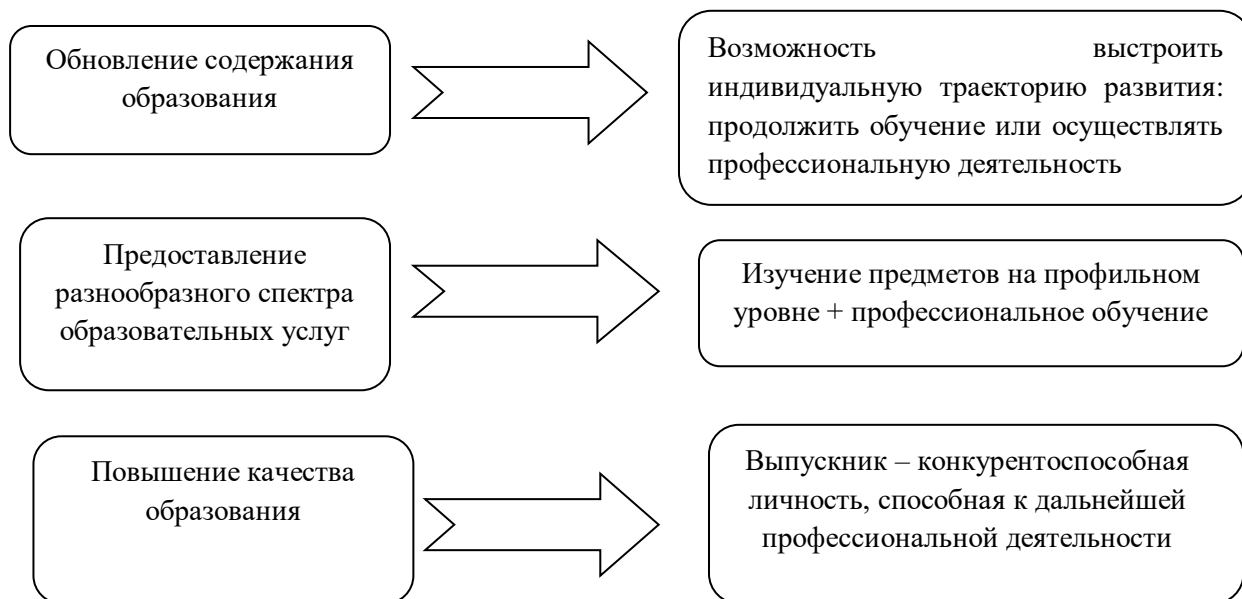 Обновление содержания
образования
Возможность выстроить
индивидуальную траекторию развития:
продолжить обучение или осуществлять
профессиональную деятельность
Предоставление
разнообразного спектра
образовательных услуг
Изучение предметов на профильном
уровне + профессиональное обучение
Повышение качества
образования
Выпускник – конкурентоспособная
личность, способная к дальнейшей
профессиональной деятельности